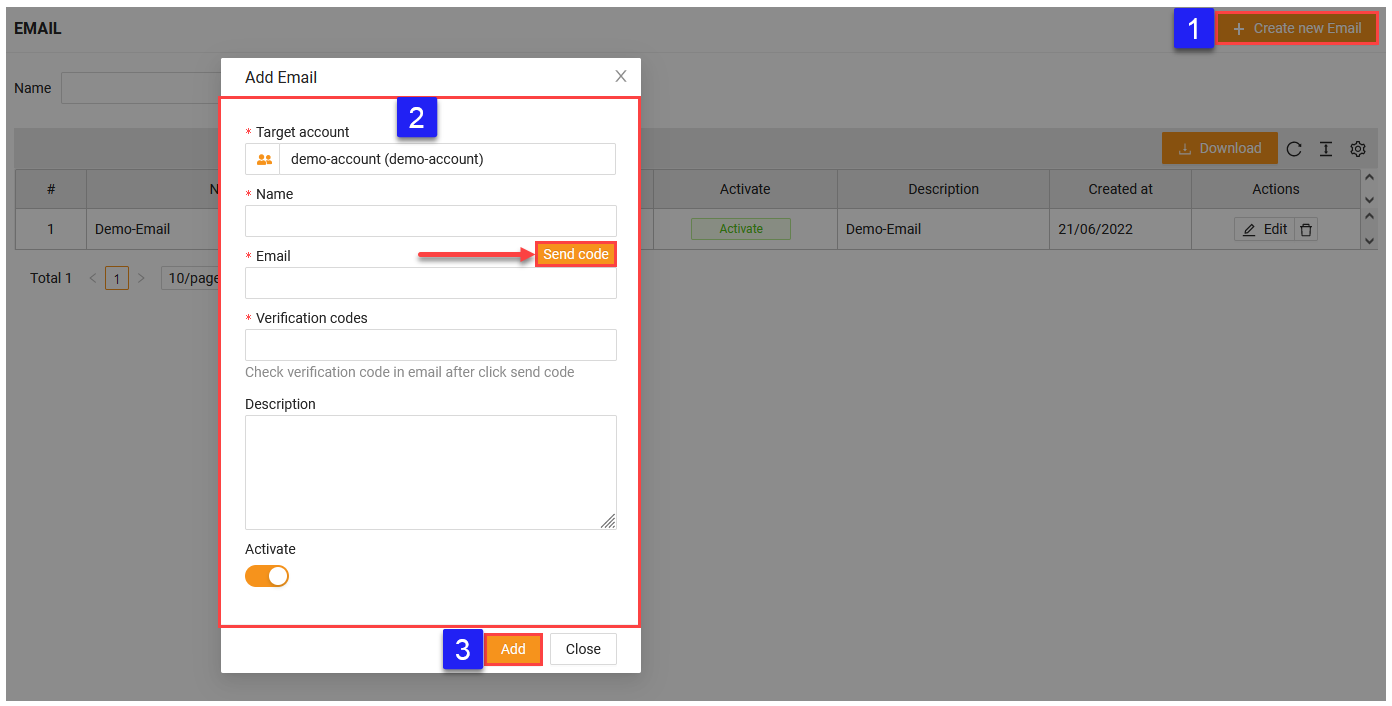 EMAIL
1
Create new Email
Add Email
Name
2
* Target account
demo-account (demo-account)
Download
* Name
#
N
Activate
Description
Created at
Actions
1
Demo-Email
Activate
Demo-Email
21/06/2022
Edit
* Email
Send code
Total 1
1
10/page
* Verification codes
Check verification code in email after click send code
Description
Activate
3
Add
Close